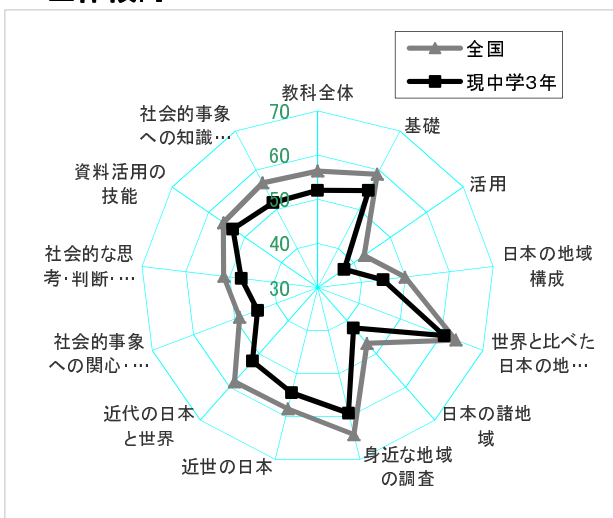 全国
現中学3年
教科全体
基礎
活用
日本の地域
構成
世界と比べた
日本の地…
日本の諸地
域
身近な地域
の調査
近世の日本
近代の日本
と世界
社会的事象
への関心・…
社会的な思
考・判断・…
資料活用の
技能
社会的事象
への知識…
70
60
50
40
30